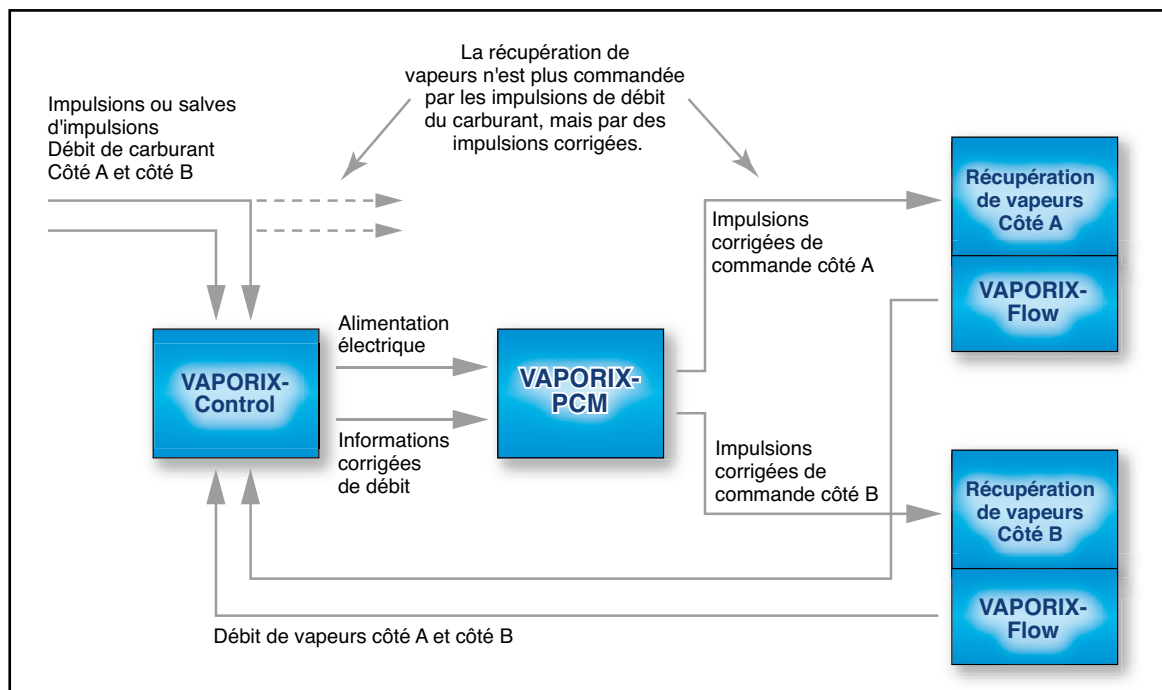 La récupération de
vapeurs n'est plus commandée
par les impulsions de débit
du carburant, mais par des
impulsions corrigées.
Impulsions ou salves
d'impulsions
Débit de carburant
Côté A et côté B
Récupération
de vapeurs
Côté A
VAPORIX-
Flow
Impulsions
corrigées de
commande côté A
Alimentation
électrique
VAPORIX-
Control
VAPORIX-
PCM
Informations
corrigées
de débit
Impulsions
corrigées de
commande côté B
Récupération
de vapeurs
Côté B
VAPORIX-
Flow
Débit de vapeurs côté A et côté B